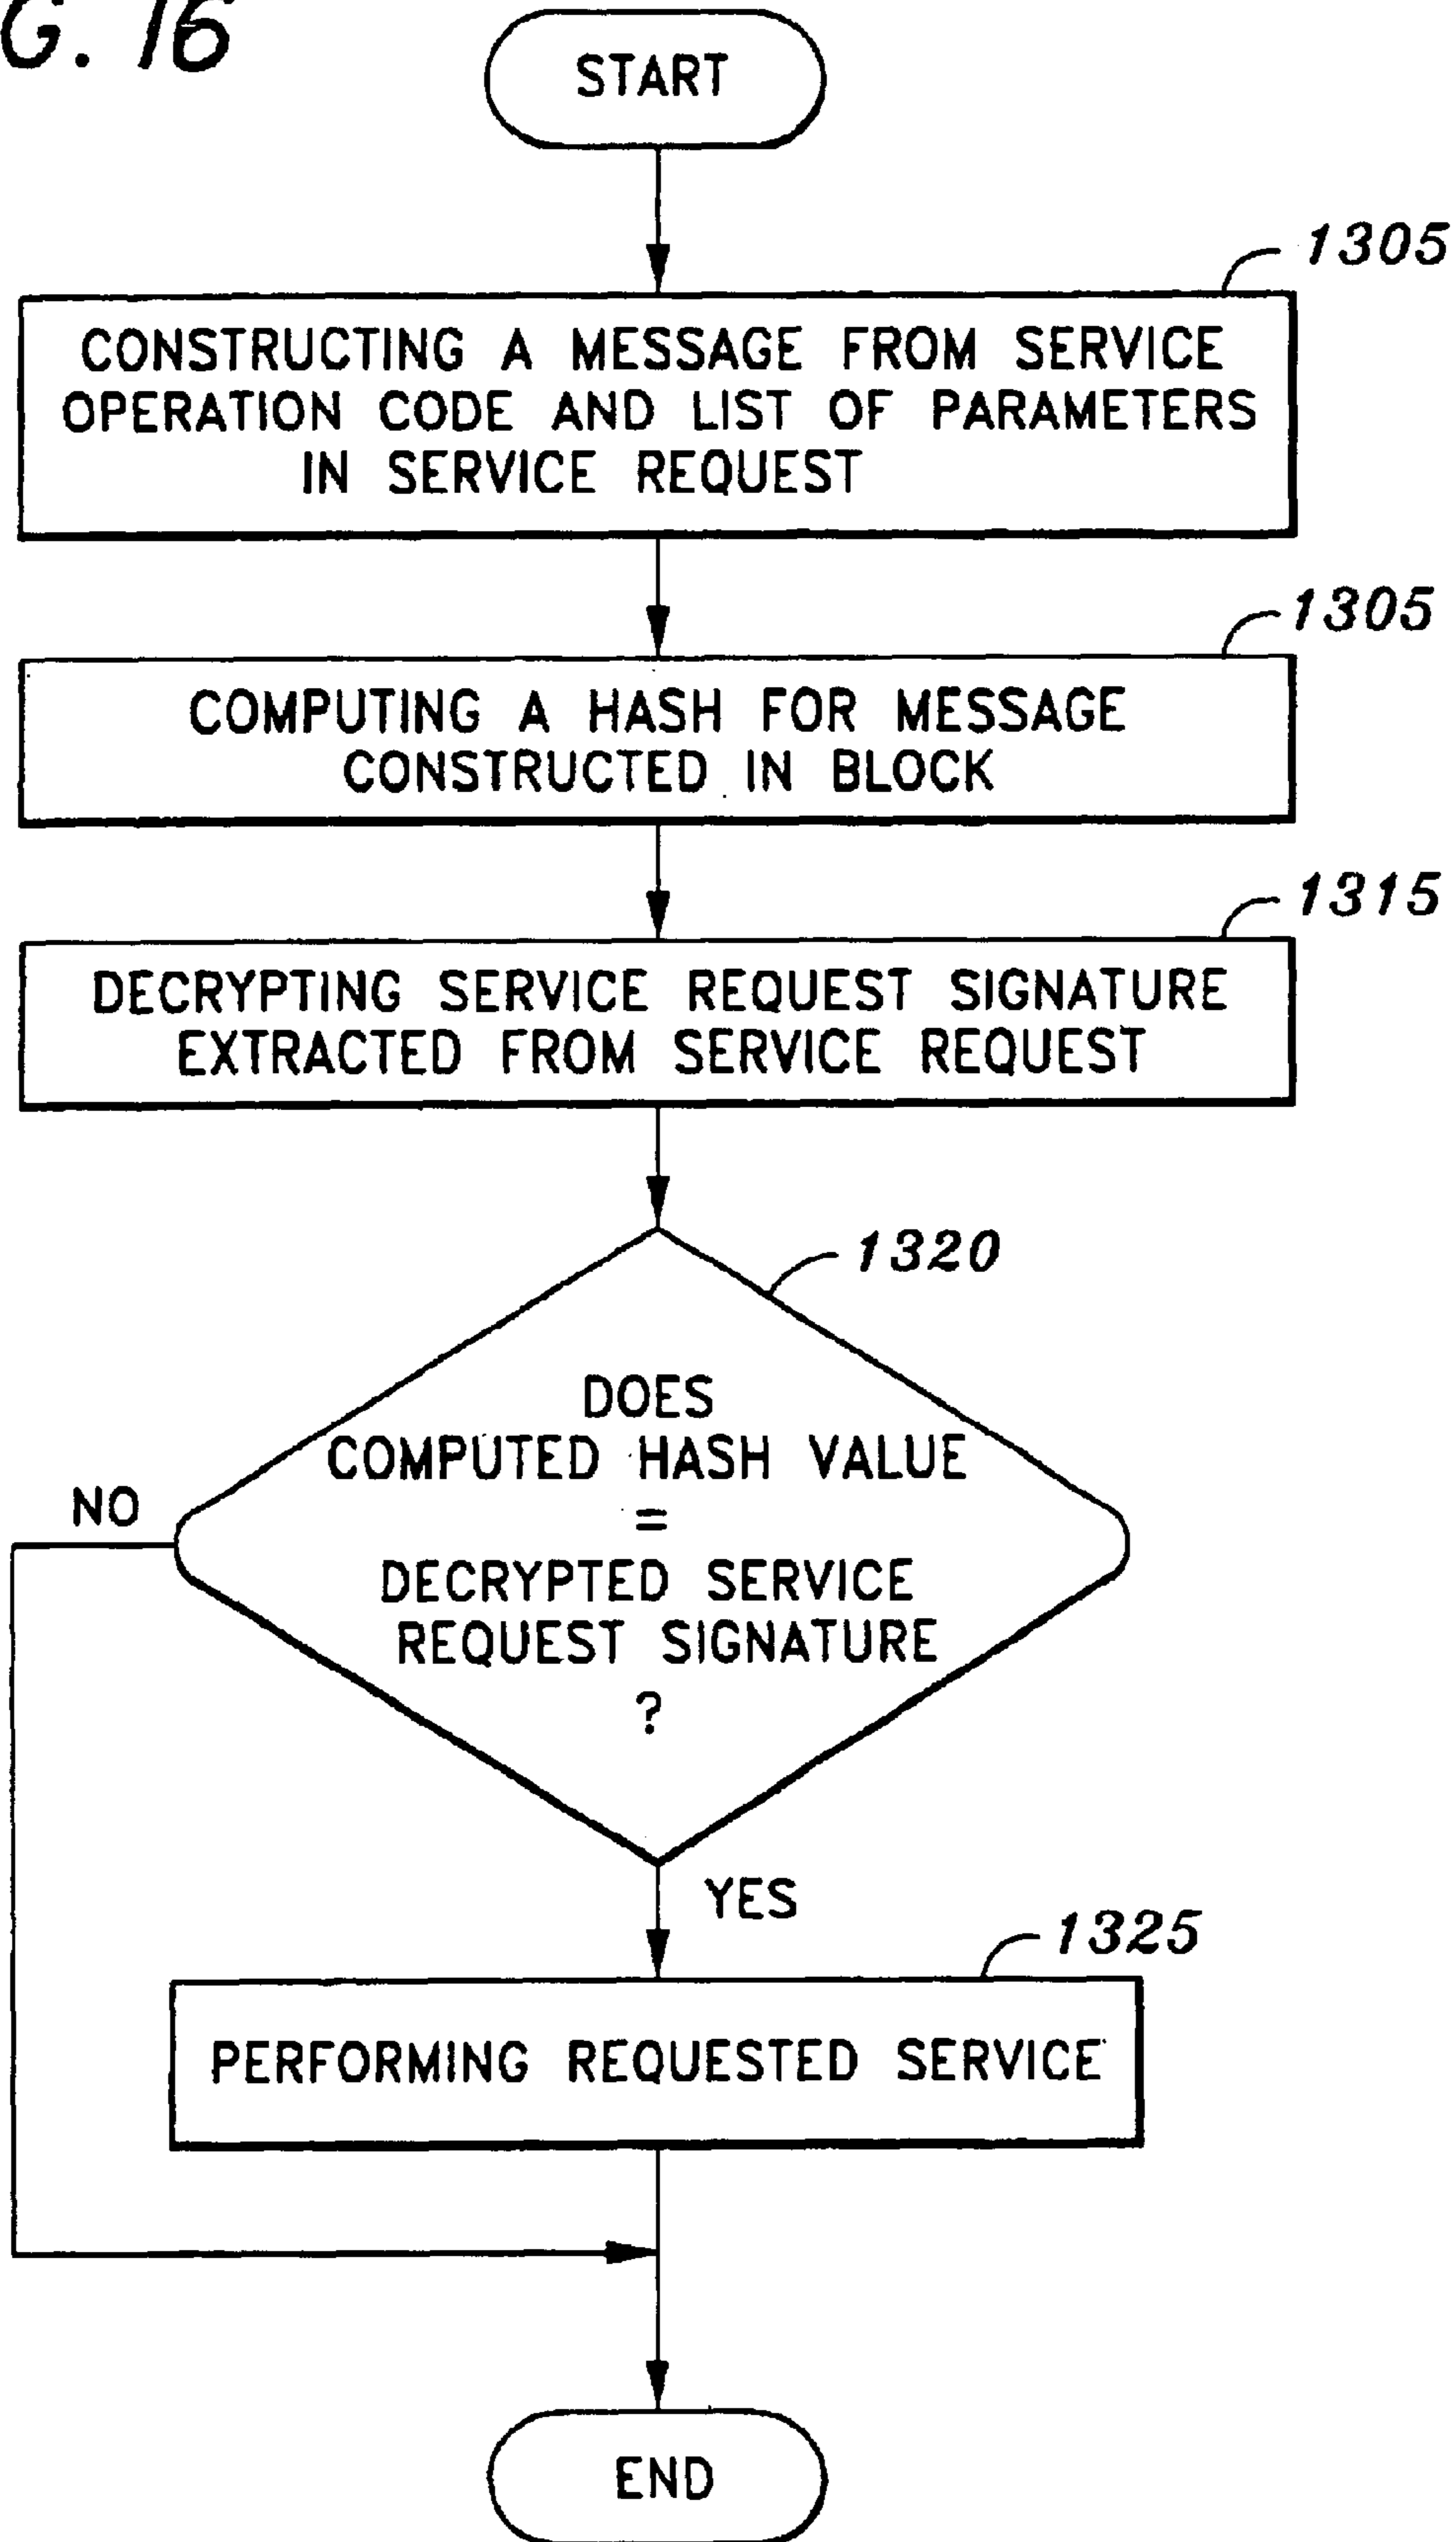 G. 16
START
1305
CONSTRUCTING A MESSAGE FROM SERVICE
OPERATION CODE AND LIST OF PARAMETERS
IN SERVICE REQUEST
1305
COMPUTING A HASH FOR MESSAGE
CONSTRUCTED IN BLOCK
1315
DECRYPTING SERVICE REQUEST SIGNATURE
EXTRACTED FROM SERVICE REQUEST
1320
DOES
COMPUTED HASH VALUE
=
DECRYPTED SERVICE
REQUEST SIGNATURE
?
NO
YES
1325
PERFORMING REQUESTED SERVICE
END